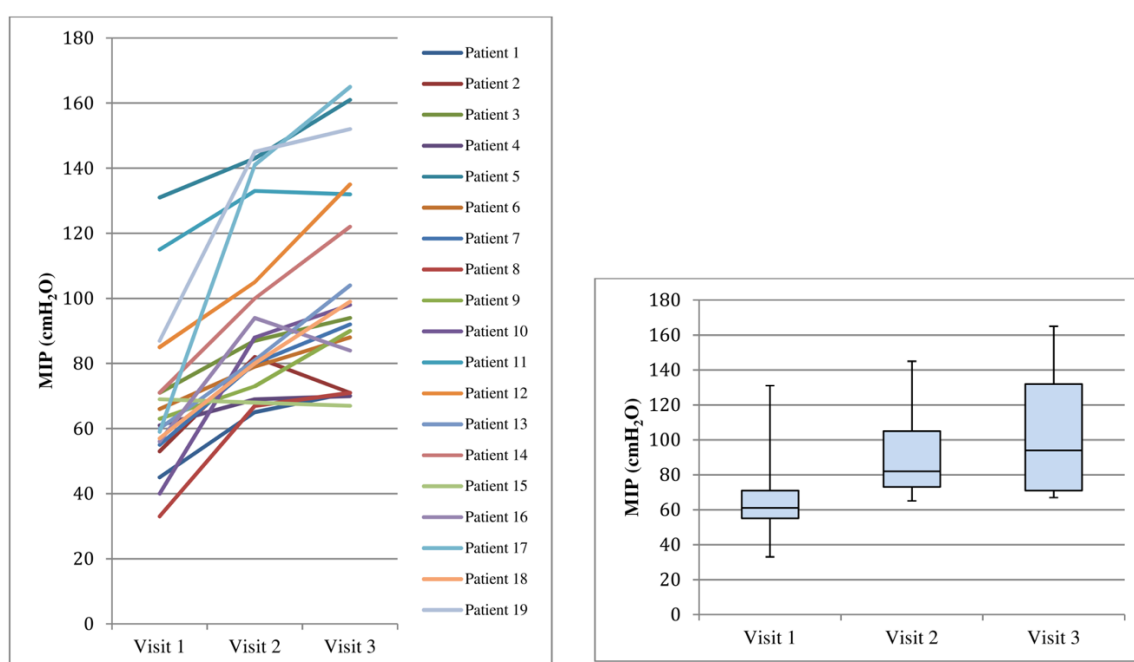 180
160
140
120
100
80
60
40
20
0
MIP (cmH₂O)
Visit 1 Visit 2 Visit 3
Patient 1
Patient 2
Patient 3
Patient 4
Patient 5
Patient 6
Patient 7
Patient 8
Patient 9
Patient 10
Patient 11
Patient 12
Patient 13
Patient 14
Patient 15
Patient 16
Patient 17
Patient 18
Patient 19
180
160
140
120
100
80
60
40
20
0
MIP (cmH₂O)
Visit 1 Visit 2 Visit 3